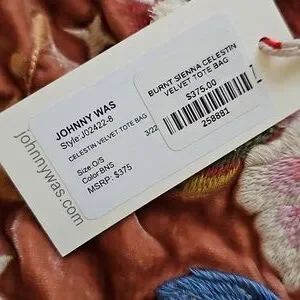 johnnywas.com
JOHNNY WAS
Style:J02422-8
CELESTIN VELVET TOTE BAG
3/22
Size:O/S
Color:BNS
MSRP: $375
BURNT SIENNA CELESTIN
VELVET TOTE BAG
$375.00
258881